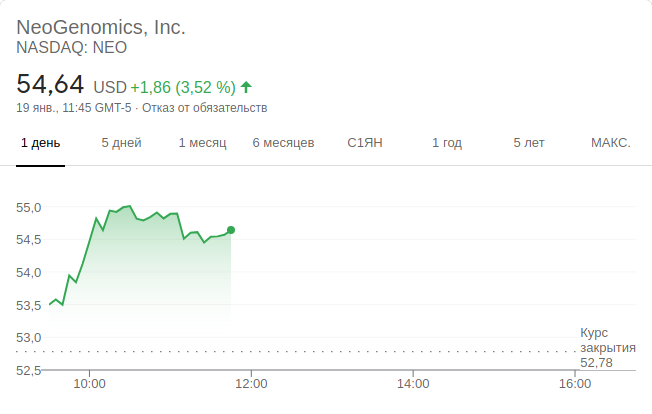 NeoGenomics, Inc.
NASDAQ: NEO
54,64 USD +1,86 (3,52 %)
19 янв., 11:45 GMT-5 · Отказ от обязательств
1 день 5 дней 1 месяц 6 месяцев С1ЯН 1 год 5 лет МАКС.
55,0
54,5
54,0
53,5
53,0
Курс
закрытия
52,78
52,5
10:00 12:00 14:00 16:00